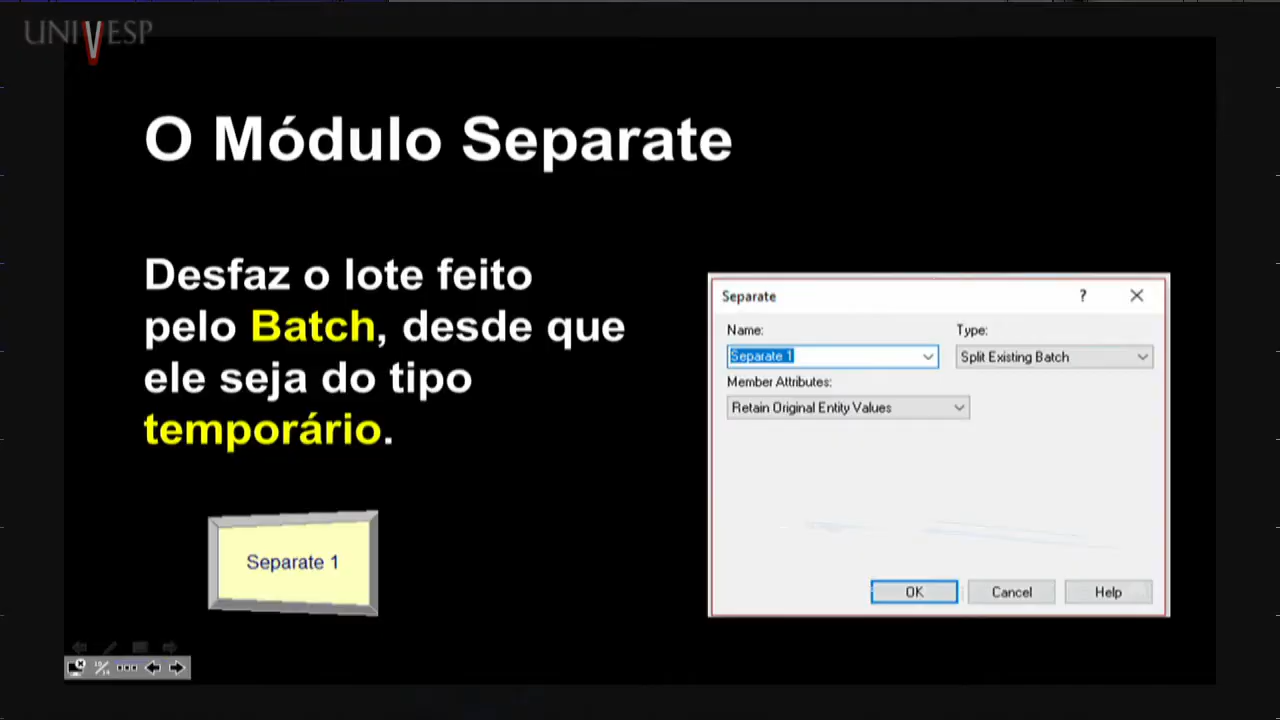 UNIVESP
O Módulo Separate
Desfaz o lote feito
pelo Batch, desde que
ele seja do tipo
temporário.
Separate 1
Separate ? ×
Name: Type:
Separate 1 Split Existing Batch
Member Attributes:
Retain Original Entity Values
OK Cancel Help